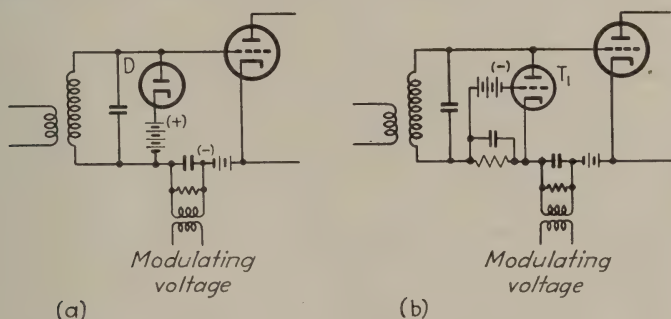 D
(+)
(-)
Modulating
voltage
(a)
(-)
T1
Modulating
voltage
(b)